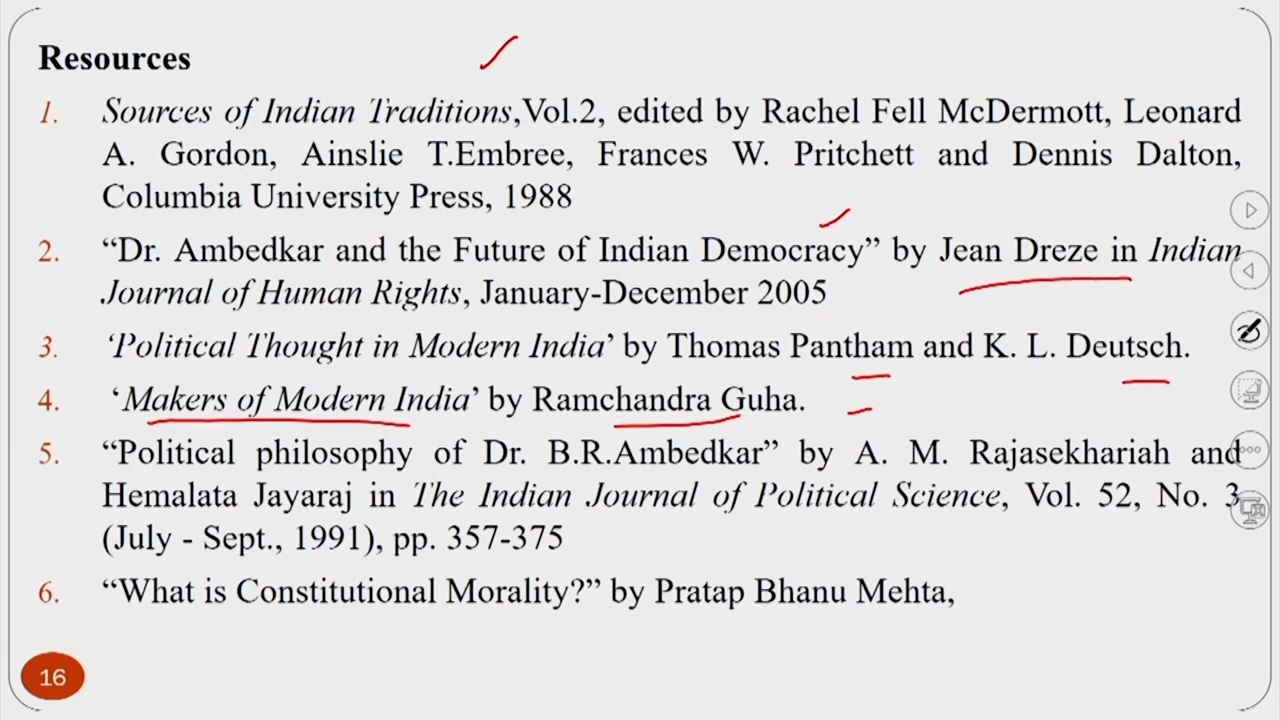 Resources
1. Sources of Indian Traditions,Vol.2, edited by Rachel Fell McDermott, Leonard
A. Gordon, Ainslie T.Embree, Frances W. Pritchett and Dennis Dalton,
Columbia University Press, 1988
2. “Dr. Ambedkar and the Future of Indian Democracy” by Jean Dreze in Indian
Journal of Human Rights, January-December 2005
3. ‘Political Thought in Modern India’ by Thomas Pantham and K. L. Deutsch.
4. ‘Makers of Modern India’ by Ramchandra Guha.
5. “Political philosophy of Dr. B.R.Ambedkar” by A. M. Rajasekhariah and
Hemalata Jayaraj in The Indian Journal of Political Science, Vol. 52, No. 3
(July - Sept., 1991), pp. 357-375
6. “What is Constitutional Morality?” by Pratap Bhanu Mehta,
16